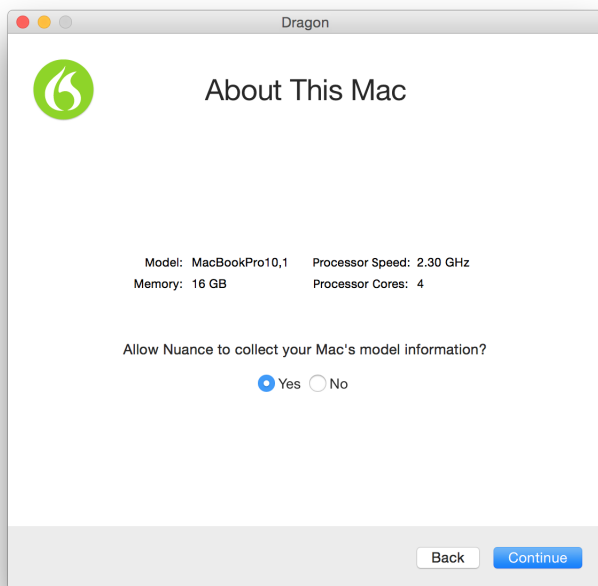 Dragon
About This Mac
Model: MacBookPro10,1 Processor Speed: 2.30 GHz
Memory: 16 GB Processor Cores: 4
Allow Nuance to collect your Mac's model information?
Yes No
Back Continue